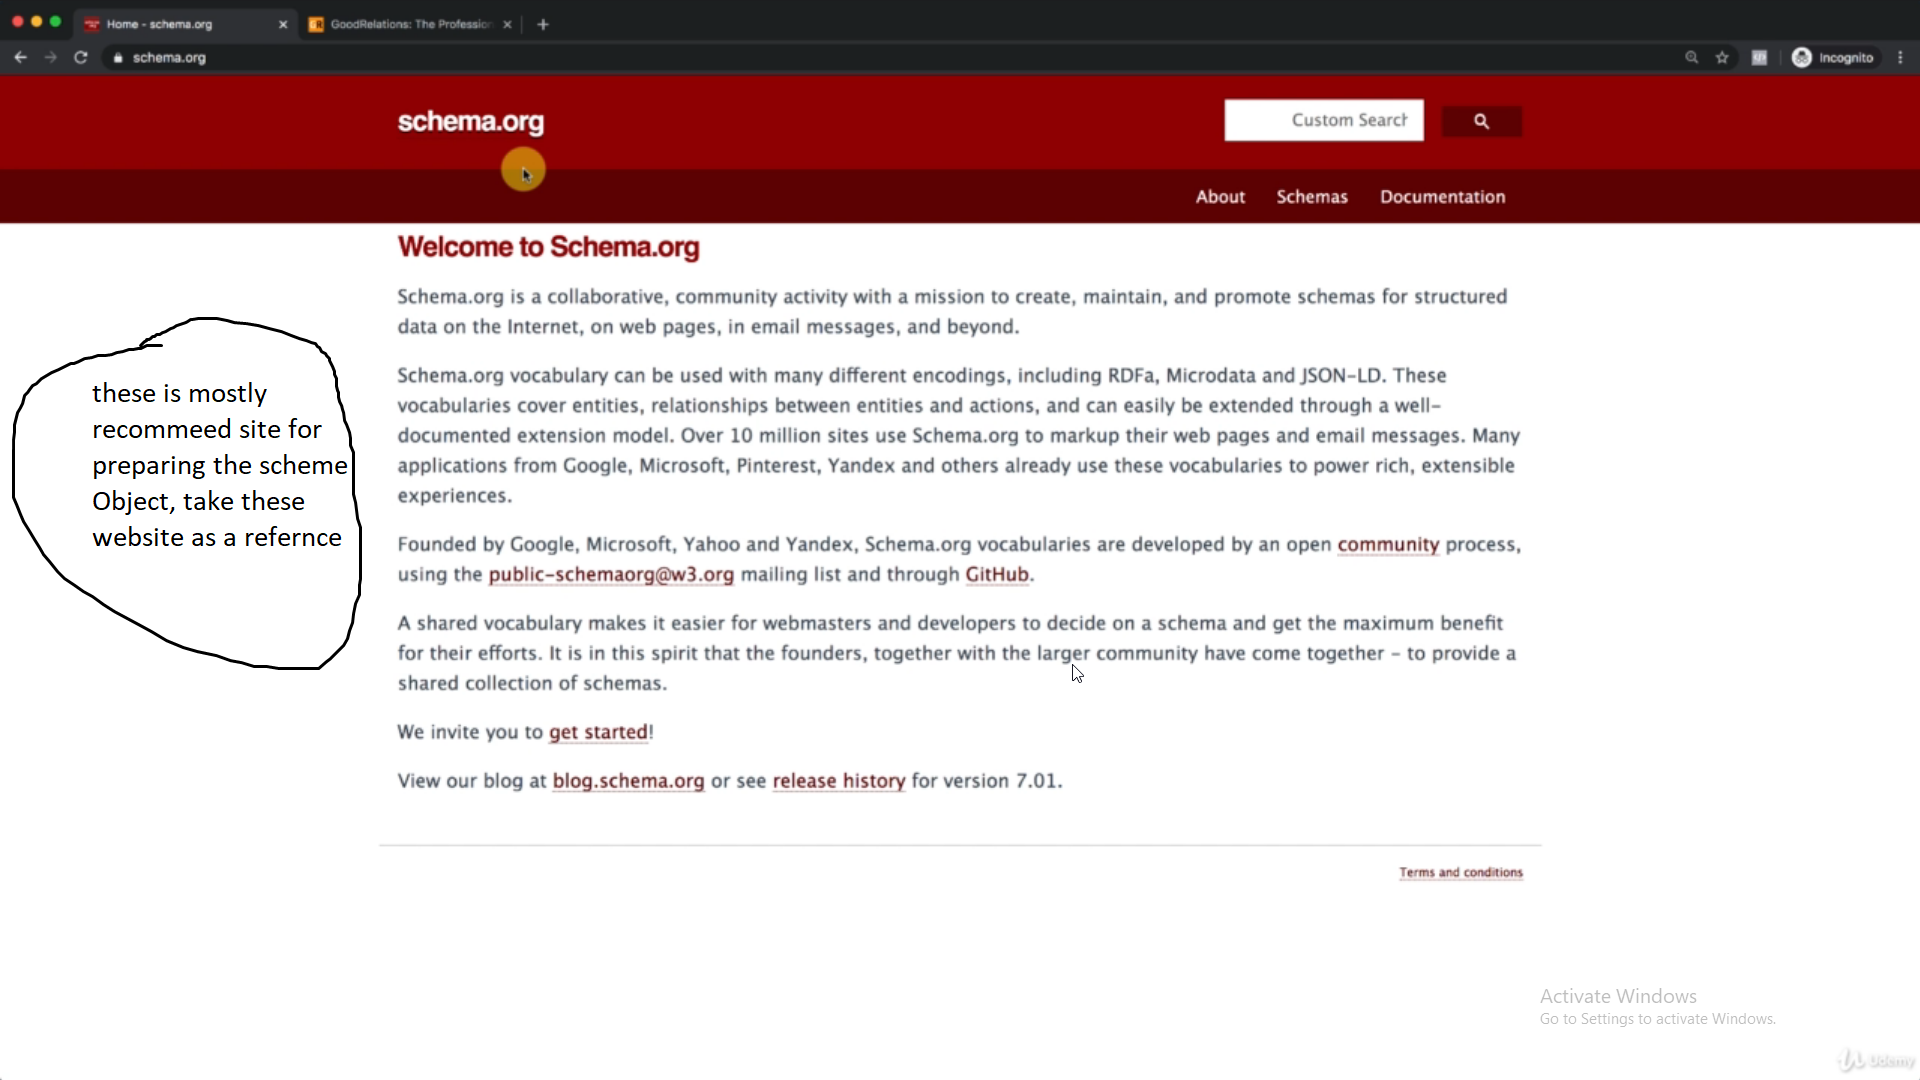 Home - schema.org
GoodRelations: The Profession
schema.org
Incognito
schema.org
Custom Search
About Schemas Documentation
Welcome to Schema.org
Schema.org is a collaborative, community activity with a mission to create, maintain, and promote schemas for structured
data on the Internet, on web pages, in email messages, and beyond.
Schema.org vocabulary can be used with many different encodings, including RDFa, Microdata and JSON-LD. These
vocabularies cover entities, relationships between entities and actions, and can easily be extended through a well-
documented extension model. Over 10 million sites use Schema.org to markup their web pages and email messages. Many
applications from Google, Microsoft, Pinterest, Yandex and others already use these vocabularies to power rich, extensible
experiences.
Founded by Google, Microsoft, Yahoo and Yandex, Schema.org vocabularies are developed by an open community process,
using the public-schemaorg@w3.org mailing list and through GitHub.
A shared vocabulary makes it easier for webmasters and developers to decide on a schema and get the maximum benefit
for their efforts. It is in this spirit that the founders, together with the larger community have come together - to provide a
shared collection of schemas.
We invite you to get started!
View our blog at blog.schema.org or see release history for version 7.01.
Terms and conditions
these is mostly
recommeed site for
preparing the scheme
Object, take these
website as a refernce
Activate Windows
Go to Settings to activate Windows.
Udemy